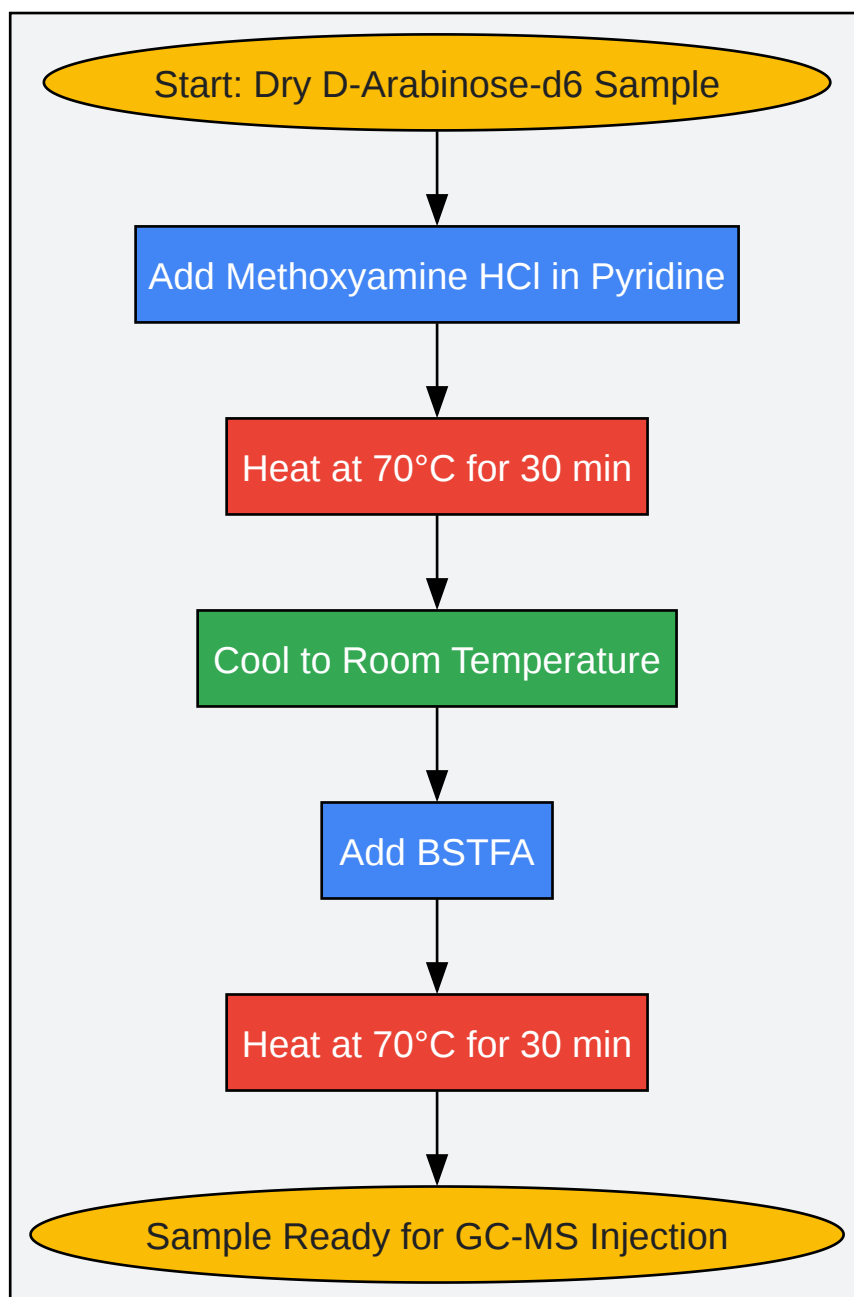 Start: Dry D-Arabinose-d6 Sample
Add Methoxyamine HCl in Pyridine
Heat at 70°C for 30 min
Cool to Room Temperature
Add BSTFA
Heat at 70°C for 30 min
Sample Ready for GC-MS Injection